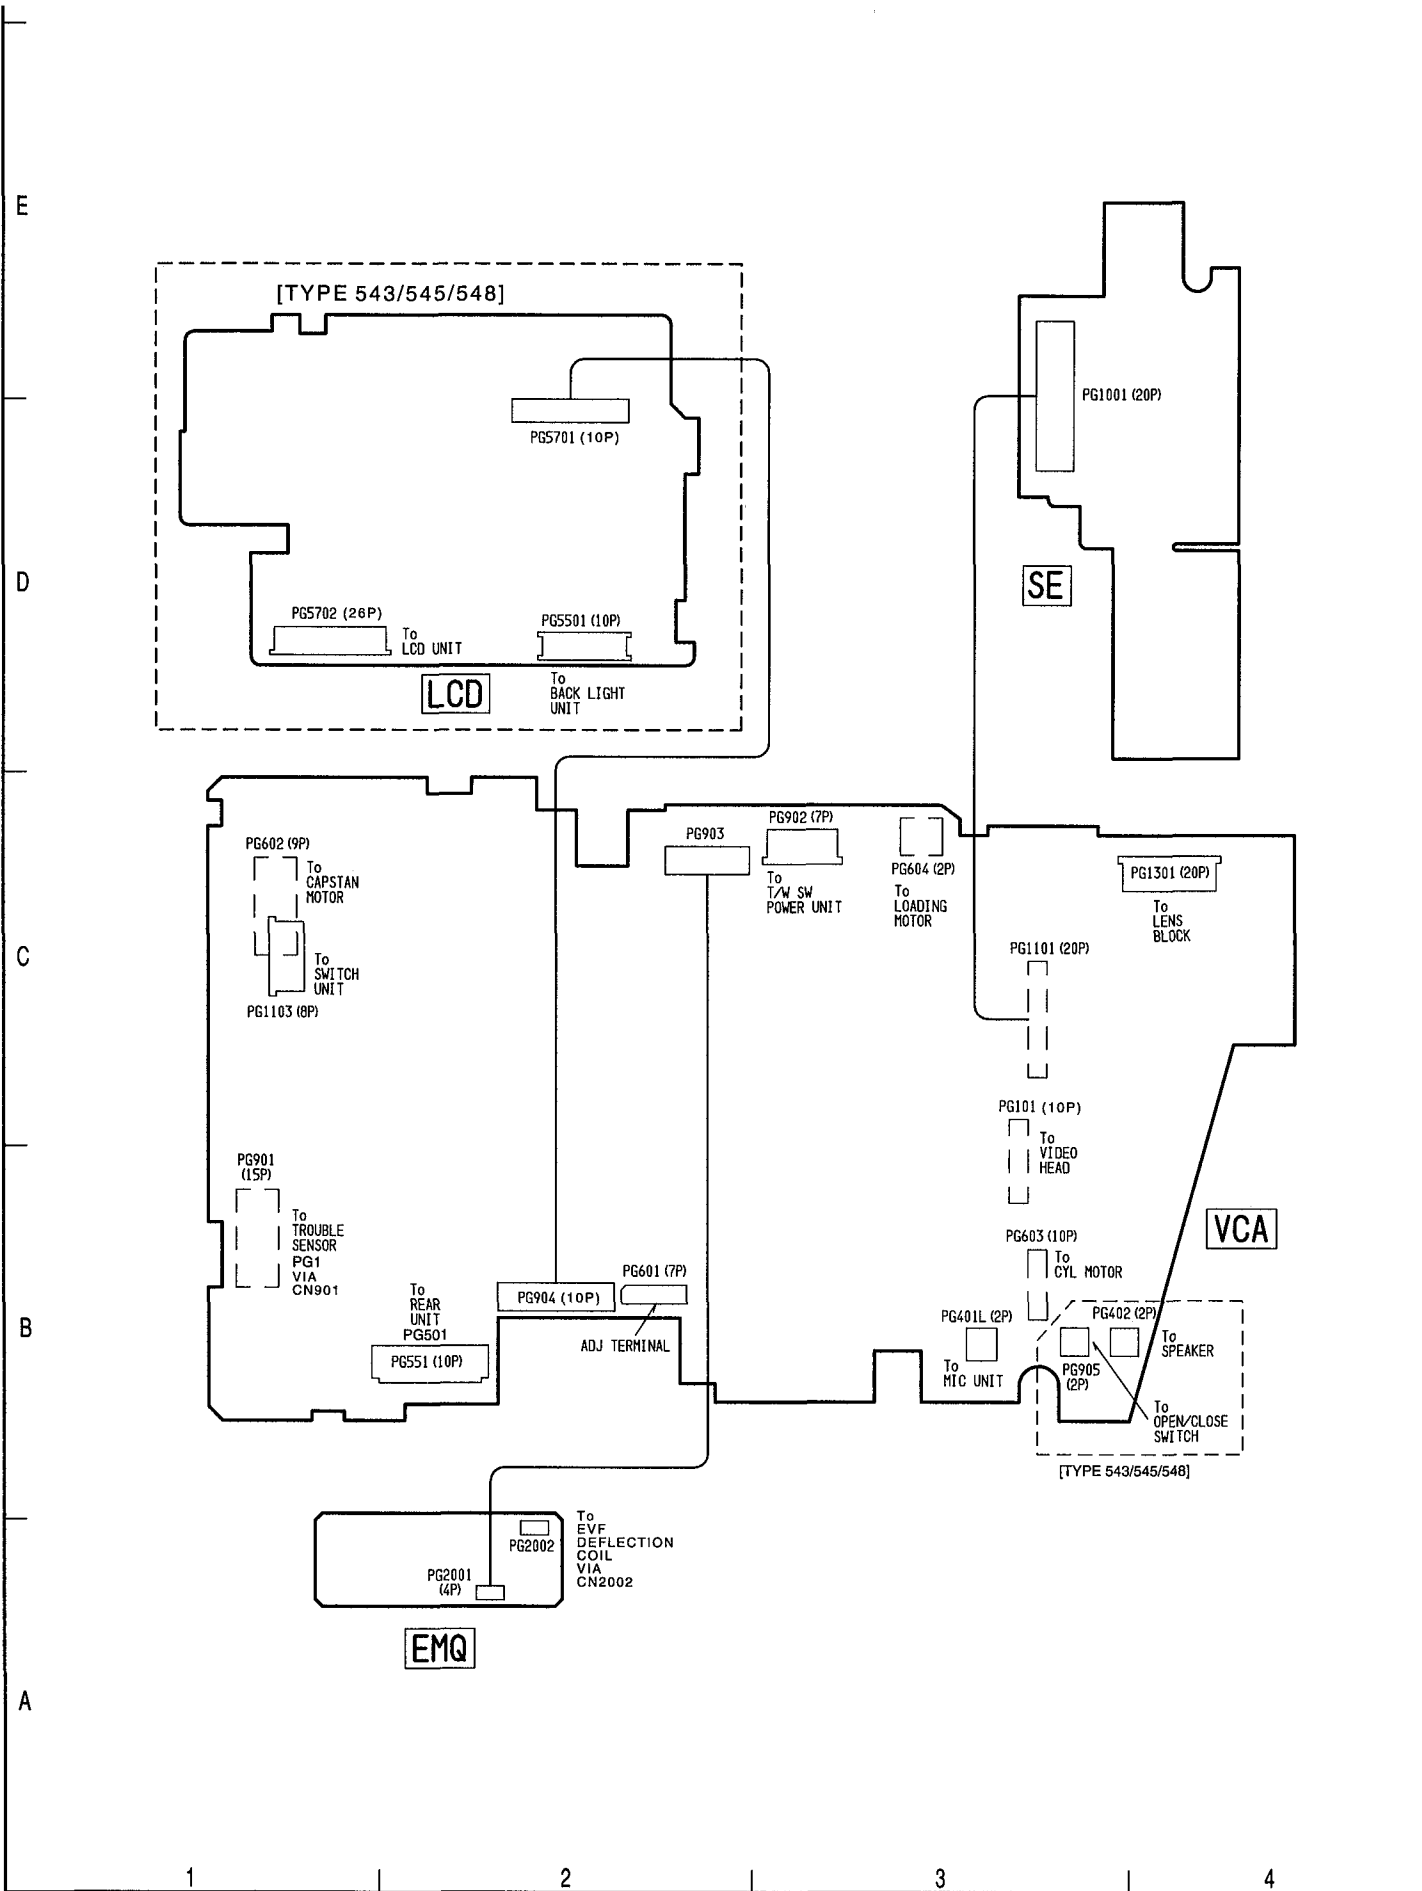 E
[TYPE 543/545/548]
PG5701 (10P)
PG1001 (20P)
D
SE
PG5702 (26P)
To
LCD UNIT
PG5501 (10P)
To
BACK LIGHT
UNIT
LCD
PG602 (9P)
To
CAPSTAN
MOTOR
PG903
PG902 (7P)
To
T/W SW
POWER UNIT
PG604 (2P)
To
LOADING
MOTOR
PG1301 (20P)
To
LENS
BLOCK
C
To
SWITCH
UNIT
PG1103 (8P)
PG1101 (20P)
PG101 (10P)
To
VIDEO
HEAD
PG901
(15P)
To
TROUBLE
SENSOR
PG1
VIA
CN901
VCA
PG603 (10P)
To
CYL MOTOR
B
To
REAR
UNIT
PG501
PG551 (10P)
PG904 (10P)
PG601 (7P)
ADJ TERMINAL
PG401L (2P)
To
MIC UNIT
PG402 (2P)
To
SPEAKER
PG905
(2P)
To
OPEN/CLOSE
SWITCH
[TYPE 543/545/548]
PG2002
To
EVF
DEFLECTION
COIL
VIA
CN2002
PG2001
(4P)
EMQ
A
1
2
3
4